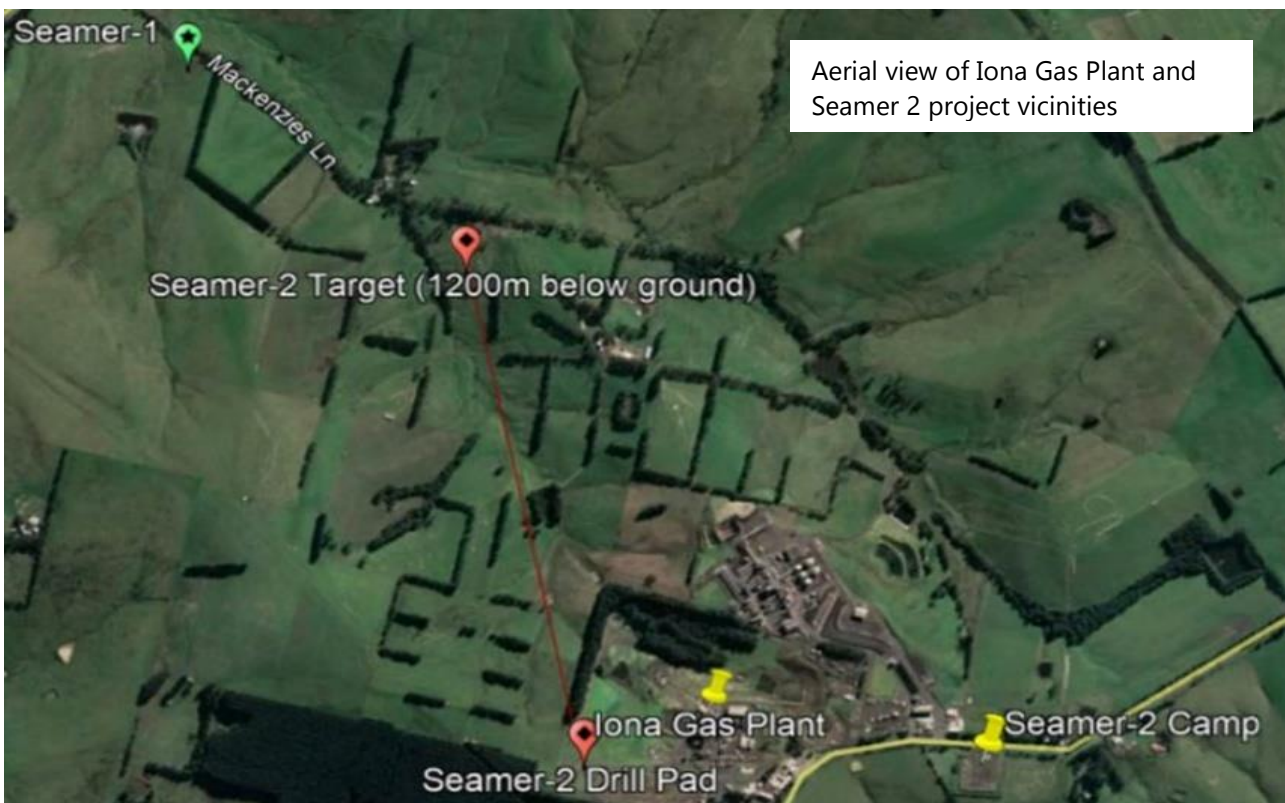 Seamer-1
Mackenzies Ln
Aerial view of Iona Gas Plant and
Seamer 2 project vicinities
Seamer-2 Target (1200m below ground)
Iona Gas Plant
Seamer-2 Camp
Seamer-2 Drill Pad